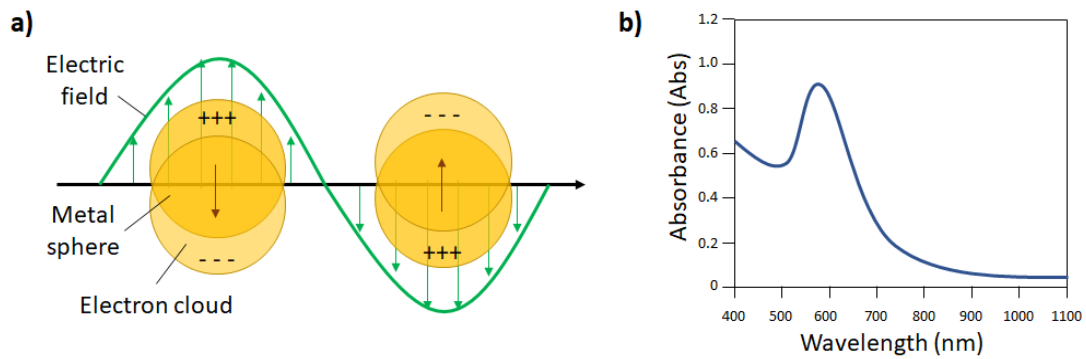 a)
Electric
field
+++
- - -
Metal
sphere
- - -
+++
Electron cloud
b)
Absorbance (Abs)
1.2
1.0
0.8
0.6
0.4
0.2
0
400 500 600 700 800 900 1000 1100
Wavelength (nm)